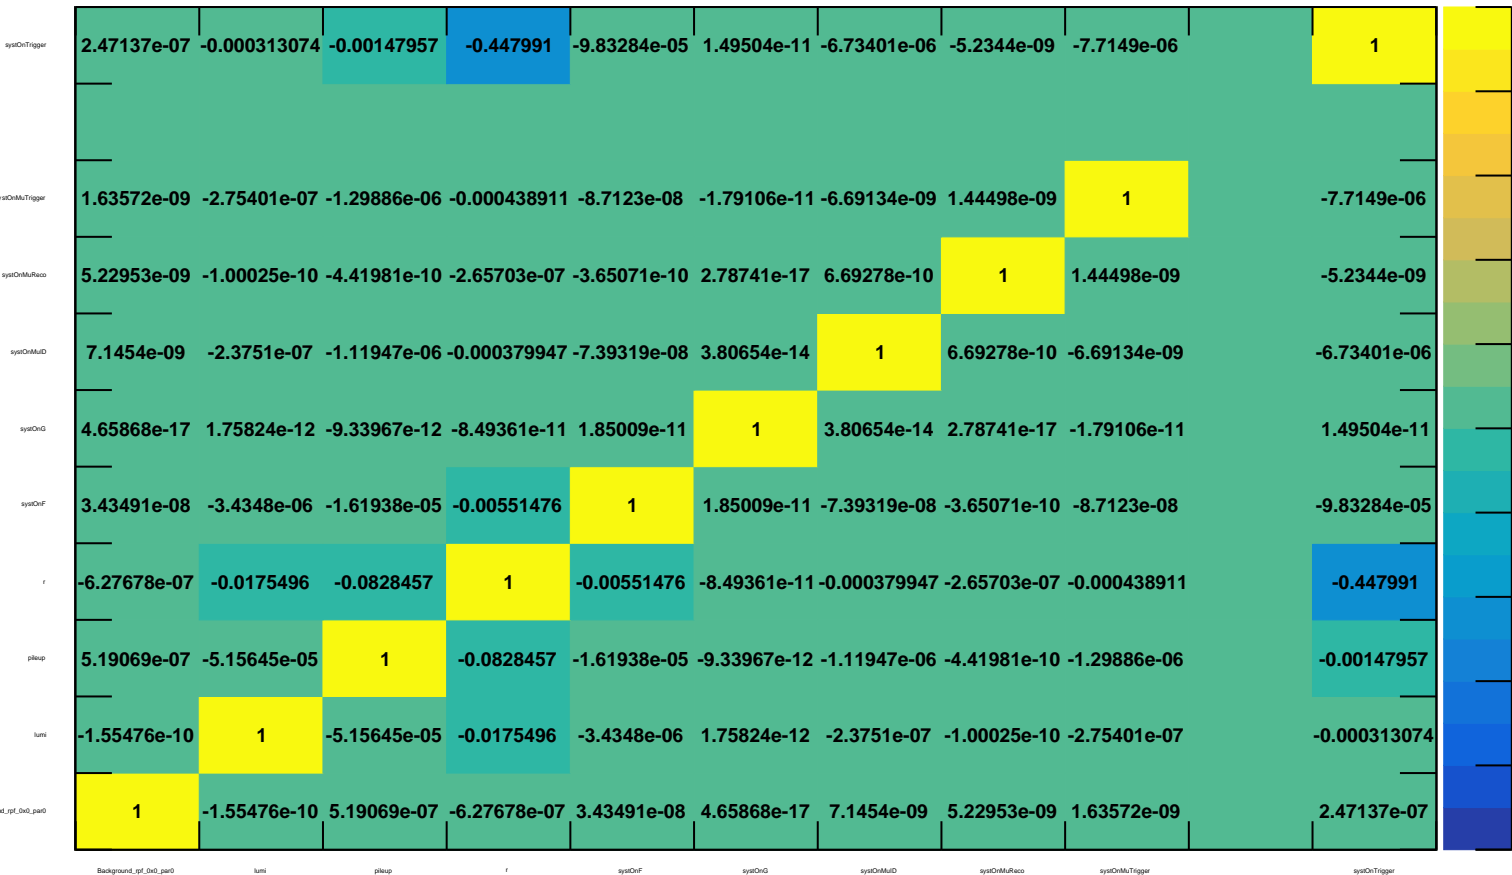 systOnTrigger 2.47137e-07 -0.000313074 -0.00147957 -0.447991 -9.83284e-05 1.49504e-11 -6.73401e-06 -5.2344e-09 -7.7149e-06 1
stOnMuTrigger 1.63572e-09 -2.75401e-07 -1.29886e-06 -0.000438911 -8.7123e-08 -1.79106e-11 -6.69134e-09 1.44498e-09 1 -7.7149e-06
systOnMuReco 5.22953e-09 -1.00025e-10 -4.41981e-10 -2.65703e-07 -3.65071e-10 2.78741e-17 6.69278e-10 1 1.44498e-09 -5.2344e-09
systOnMuID 7.1454e-09 -2.3751e-07 -1.11947e-06 -0.000379947 -7.39319e-08 3.80654e-14 1 6.69278e-10 -6.69134e-09 -6.73401e-06
systOnG 4.65868e-17 1.75824e-12 -9.33967e-12 -8.49361e-11 1.85009e-11 1 3.80654e-14 2.78741e-17 -1.79106e-11 1.49504e-11
systOnF 3.43491e-08 -3.4348e-06 -1.61938e-05 -0.00551476 1 1.85009e-11 -7.39319e-08 -3.65071e-10 -8.7123e-08 -9.83284e-05
r -6.27678e-07 -0.0175496 -0.0828457 1 -0.00551476 -8.49361e-11 -0.000379947 -2.65703e-07 -0.000438911 -0.447991
pileup 5.19069e-07 -5.15645e-05 1 -0.0828457 -1.61938e-05 -9.33967e-12 -1.11947e-06 -4.41981e-10 -1.29886e-06 -0.00147957
lumi -1.55476e-10 1 -5.15645e-05 -0.0175496 -3.4348e-06 1.75824e-12 -2.3751e-07 -1.00025e-10 -2.75401e-07 -0.000313074
d_rpf_0x0_par0 1 -1.55476e-10 5.19069e-07 -6.27678e-07 3.43491e-08 4.65868e-17 7.1454e-09 5.22953e-09 1.63572e-09 2.47137e-07
Background_rpf_0x0_par0 lumi pileup r systOnF systOnG systOnMuID systOnMuReco systOnMuTrigger systOnTrigger